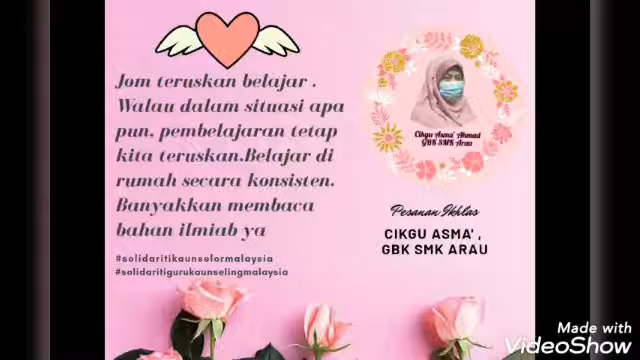 Jom teruskan belajar .
Walau dalam situasi apa
pun, pembelajaran tetap
kita teruskan.Belajar di
rumah secara konsisten.
Banyakkan membaca
bahan ilmiab ya
#solidaritikaunselormalaysia
#solidaritigurukaunselingmalaysia
Cikgu Asma' Ahmad
GBK SMK Arau
Pesanan Ikhlas
CIKGU ASMA' ,
GBK SMK ARAU
Made with
VideoShow